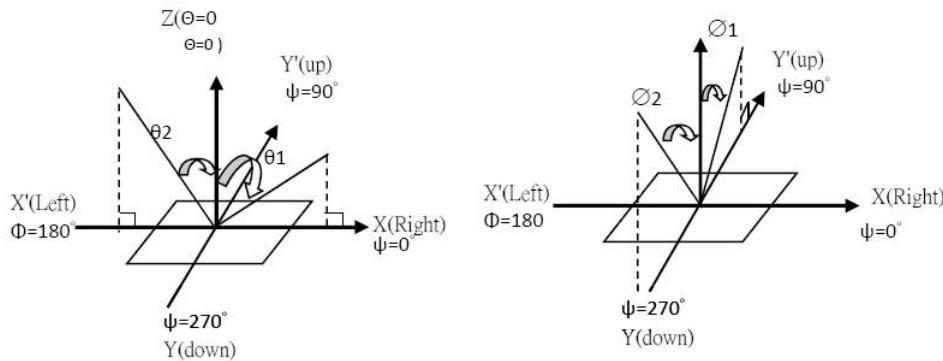 Z(Θ=0
Θ=0 )
Y'(up)
ψ=90°
θ2
θ1
X'(Left)
Φ=180°
X(Right)
ψ=0°
ψ=270°
Y(down)
∅1
Y'(up)
ψ=90°
∅2
X'(Left)
Φ=180
X(Right)
ψ=0°
ψ=270°
Y(down)